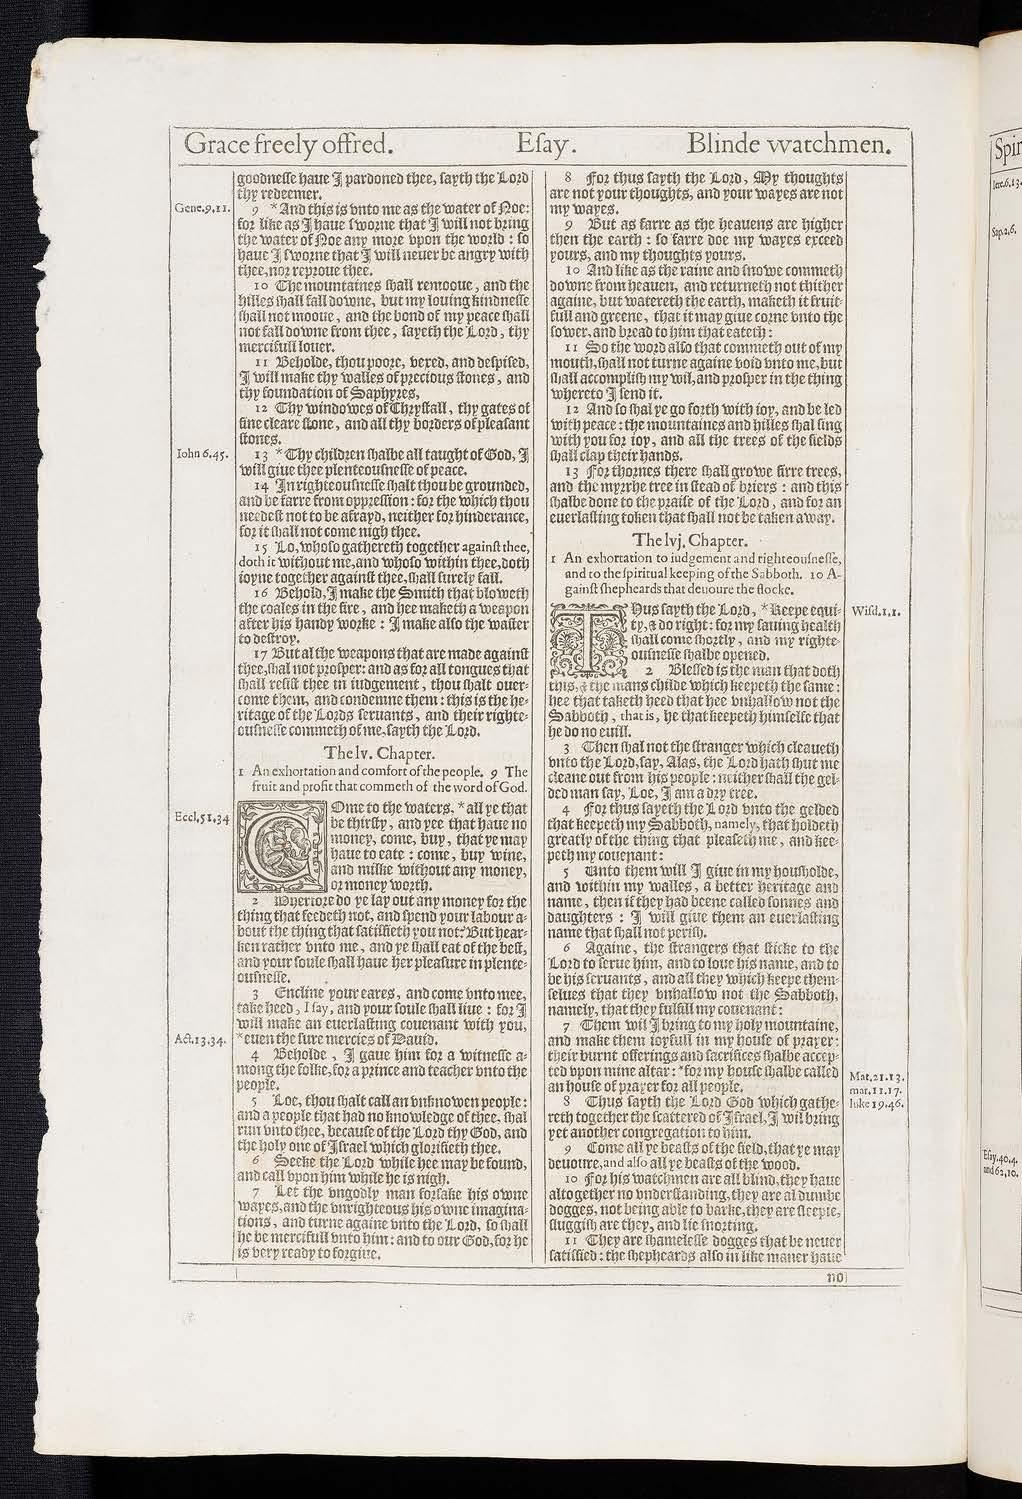 Grace freely offred. Esay. Blinde watchmen.
goodnesse haue I pardoned thee, sayth the Lord
thy redeemer.
Gene.9,11.
9 *And this is vnto me as the water of Noe:
for like as I haue sworne that I will not bring
the water of Noe any more vpon the world : so
haue I sworne that I will neuer be angry with
thee, nor reproue thee.
10 The mountaines shall remooue, and the
hilles shall fall downe, but my louing kindnesse
shall not mooue, and the bond of my peace shall
not fall downe from thee, sayeth the Lord, thy
mercifull louer.
11 Beholde, thou poore, vexed, and despised,
I will make thy walles of precious stones, and
thy foundation of Saphyres,
12 Thy windowes of Chrystall, thy gates of
fine cleare stone, and all thy borders of pleasant
stones.
Iohn 6.45.
13 *Thy children shalbe all taught of God, I
will giue thee plenteousnesse of peace.
14 In righteousnesse shalt thou be grounded,
and be farre from oppression : for the which thou
needest not to be afrayd, neither for hinderance,
for it shall not come nigh thee.
15 Lo, whoso gathereth together against thee,
doth it without me, and whoso within thee, doth
ioyne together against thee, shall surely fall.
16 Behold, I make the Smith that bloweth
the coales in the fire, and hee maketh a weapon
after his handy worke : I make also the waster
to destroy.
17 But al the weapons that are made against
thee, shal not prosper: and as for all tongues that
shall resist thee in iudgement, thou shalt ouer-
come them, and condemne them : this is the he-
ritage of the Lords seruants, and their righte-
ousnesse commeth of me, sayth the Lord.
The lv. Chapter.
1 An exhortation and comfort of the people. 9 The
fruit and profit that commeth of the word of God.
Eccl.51.34
Come to the waters, *all ye that
be thirsty, and yee that haue no
money, come, buy, that ye may
haue to eate : come, buy wine,
and milke without any money,
or money worth.
2 Wherfore do ye lay out any money for the
thing that feedeth not, and spend your labour a-
bout the thing that satisfieth you not? But hear-
ken rather vnto me, and ye shall eat of the best,
and your soule shall haue her pleasure in plente-
ousnesse.
3 Encline your eares, and come vnto mee,
take heed, I say, and your soule shall liue : for I
will make an euerlasting couenant with you,
Act.13.34.
*euen the sure mercies of Dauid.
4 Beholde, I gaue him for a witnesse a-
mong the folke, for a prince and teacher vnto the
people.
5 Loe, thou shalt call an vnknowen people:
and a people that had no knowledge of thee, shal
run vnto thee, because of the Lord thy God, and
the holy one of Israel which glorifieth thee.
6 Seeke the Lord while hee may be found,
and call vpon him while he is nigh.
7 Let the vngodly man forsake his owne
wayes, and the vnrighteous his owne imagina-
tions, and turne againe vnto the Lord, so shall
he be mercifull vnto him: and to our God, for he
is very ready to forgiue.
8 For thus sayth the Lord, My thoughts
are not your thoughts, and your wayes are not
my wayes.
9 But as farre as the heauens are higher
then the earth : so farre doe my wayes exceed
yours, and my thoughts yours.
10 And like as the raine and snowe commeth
downe from heauen, and returneth not thither
againe, but watereth the earth, maketh it fruit-
full and greene, that it may giue corne vnto the
sower, and bread to him that eateth:
11 So the word also that commeth out of my
mouth, shall not turne againe void vnto me, but
shall accomplish my wil, and prosper in the thing
whereto I send it.
12 And so shal ye go forth with ioy, and be led
with peace : the mountaines and hilles shal sing
with you for ioy, and all the trees of the fields
shall clap their hands.
13 For thornes there shall growe firre trees,
and the myrrhe tree in stead of briers : and this
shalbe done to the praise of the Lord, and for an
euerlasting token that shall not be taken away.
The lvj. Chapter.
1 An exhortation to iudgement and righteousnesse,
and to the spiritual keeping of the Sabboth. 10 A-
gainst shepheards that deuoure the flocke.
Wisd.1.1.
Thus sayth the Lord, *Keepe equi-
ty, & do right: for my sauing health
shall come shortly, and my righte-
ousnesse shalbe opened.
2 Blessed is the man that doth
this, & the mans childe which keepeth the same:
hee that taketh heed that hee vnhallow not the
Sabboth, that is, he that keepeth himselfe that
he do no euill.
3 Then shal not the stranger which cleaueth
vnto the Lord, say, Alas, the Lord hath shut me
cleane out from his people : neither shall the gel-
ded man say, Loe, I am a dry tree.
4 For thus sayeth the Lord vnto the gelded
that keepeth my Sabboth, namely, that holdeth
greatly of the thing that pleaseth me, and kee-
peth my couenant:
5 Unto them will I giue in my housholde,
and within my walles, a better heritage and
name, then if they had beene called sonnes and
daughters : I will giue them an euerlasting
name that shall not perish.
6 Againe, the strangers that sticke to the
Lord to serue him, and to loue his name, and to
be his seruants, and all they which keepe them-
selues that they vnhallow not the Sabboth,
namely, that they fulfill my couenant:
7 Them wil I bring to my holy mountaine,
and make them ioyfull in my house of prayer:
their burnt offerings and sacrifices shalbe accep-
ted vpon mine altar : *for my house shalbe called
an house of prayer for all people.
Mat.21.13.
mar.11.17.
luke 19.46.
8 Thus sayth the Lord God which gathe-
reth together the scattered of Israel, I wil bring
yet another congregation to him.
9 Come all ye beasts of the field, that ye may
deuoure, and also all ye beasts of the wood.
10 For his watchmen are all blind, they haue
altogether no vnderstanding, they are al dumbe
dogges, not being able to barke, they are sleepie,
sluggish are they, and lie snorting.
11 They are shamelesse dogges that be neuer
satisfied : the shepheards also in like maner haue
no
Spir
Iere.6,13.
Sap.2,6.
Esay.40,4.
and 62,10.